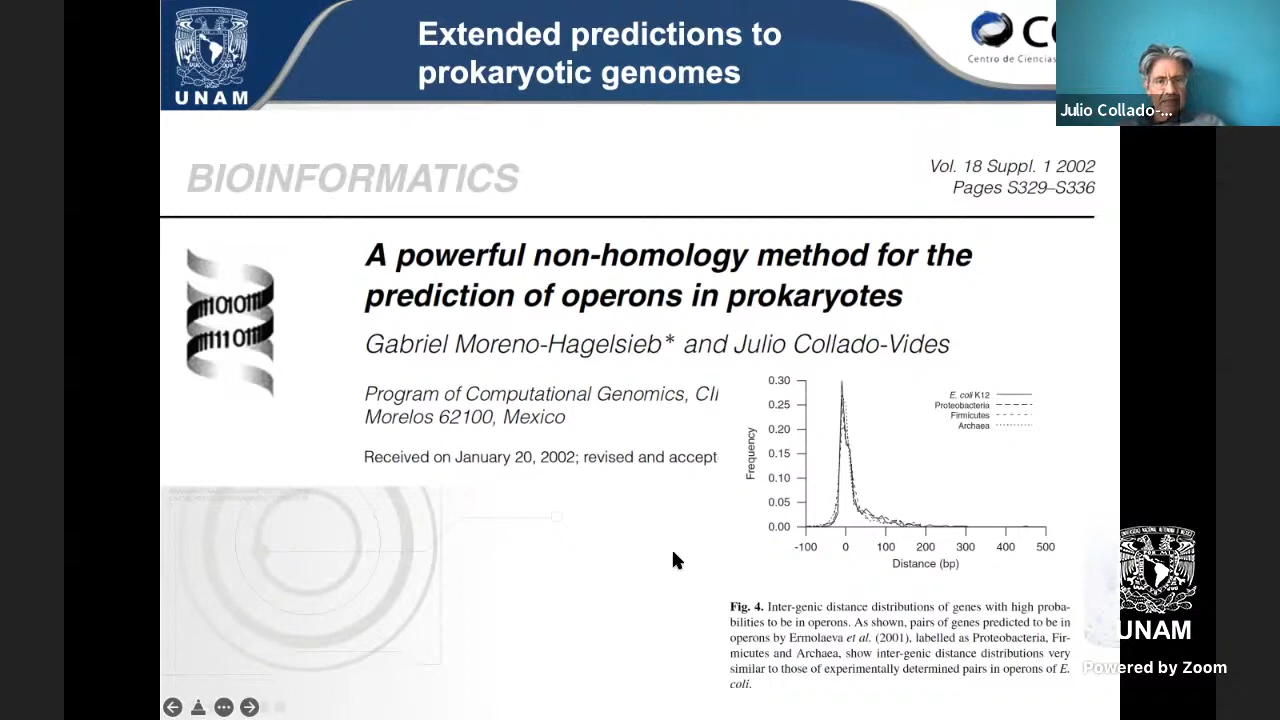 UNAM
Extended predictions to
prokaryotic genomes
CC
Centro de Ciencias
Julio Collado-...
BIOINFORMATICS
Vol. 18 Suppl. 1 2002
Pages S329–S336
A powerful non-homology method for the
prediction of operons in prokaryotes
Gabriel Moreno-Hagelsieb* and Julio Collado-Vides
Program of Computational Genomics, CII
Morelos 62100, Mexico
Received on January 20, 2002; revised and accept
0.30
0.25
0.20
0.15
0.10
0.05
0.00
Frequency
-100 0 100 200 300 400 500
Distance (bp)
E. coli K12
Proteobacteria
Firmicutes
Archaea
Fig. 4. Inter-genic distance distributions of genes with high proba-
bilities to be in operons. As shown, pairs of genes predicted to be in
operons by Ermolaeva et al. (2001), labelled as Proteobacteria, Fir-
micutes and Archaea, show inter-genic distance distributions very
similar to those of experimentally determined pairs in operons of E.
coli.
UNAM
Powered by Zoom